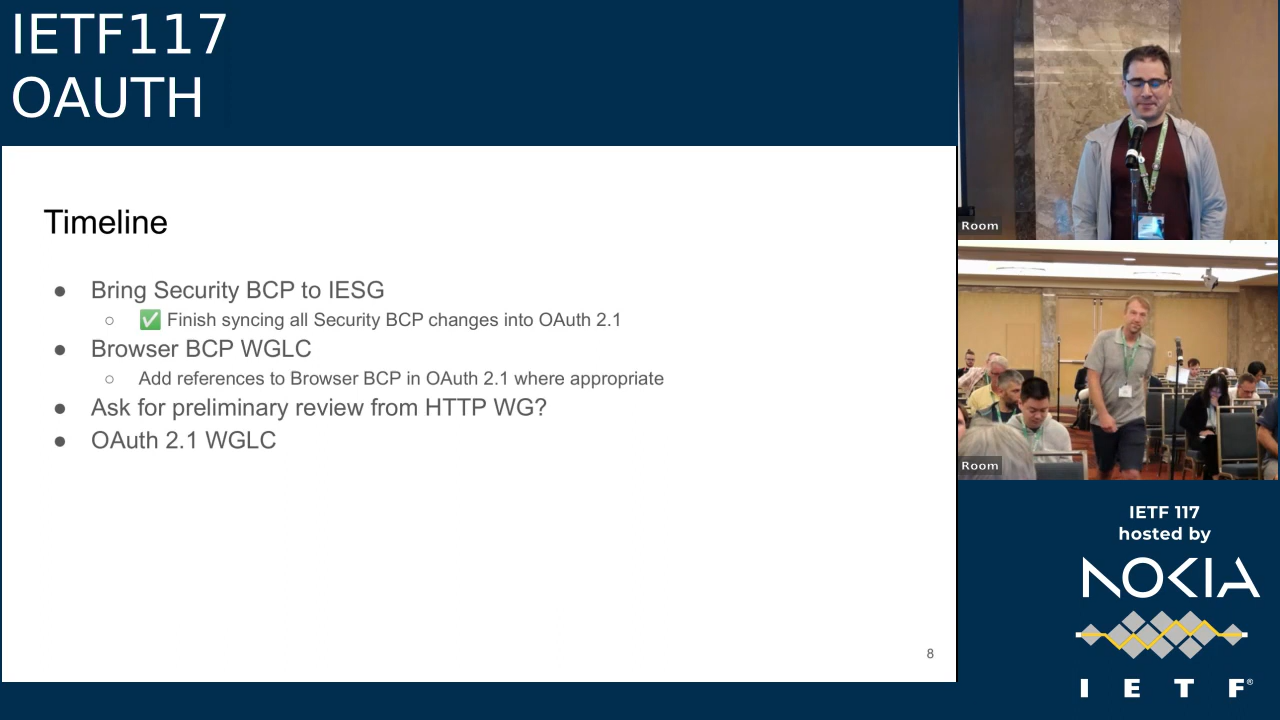 IETF117
OAUTH
Timeline
● Bring Security BCP to IESG
○ ✅ Finish syncing all Security BCP changes into OAuth 2.1
● Browser BCP WGLC
○ Add references to Browser BCP in OAuth 2.1 where appropriate
● Ask for preliminary review from HTTP WG?
● OAuth 2.1 WGLC
8
Room
Room
IETF 117
hosted by
NOKIA
I E T F®